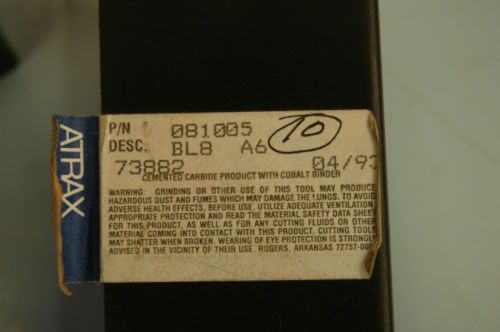 ATRAX
P/N 081005 10
DESC. BL8 A6
73882 04/93
CEMENTED CARBIDE PRODUCT WITH COBALT BINDER
WARNING: GRINDING OR OTHER USE OF THIS TOOL MAY PRODUCE
HAZARDOUS DUST AND FUMES WHICH MAY DAMAGE THE LUNGS. TO AVOID
ADVERSE HEALTH EFFECTS, BEFORE USE, UTILIZE ADEQUATE VENTILATION,
APPROPRIATE PROTECTION AND READ THE MATERIAL SAFETY DATA SHEET
FOR THIS PRODUCT, AS WELL AS FOR ANY CUTTING FLUIDS OR OTHER
MATERIAL COMING INTO CONTACT WITH THIS PRODUCT. CUTTING TOOLS
MAY SHATTER WHEN BROKEN. WEARING OF EYE PROTECTION IS STRONGLY
ADVISED IN THE VICINITY OF THEIR USE. ROGERS, ARKANSAS 72757-00